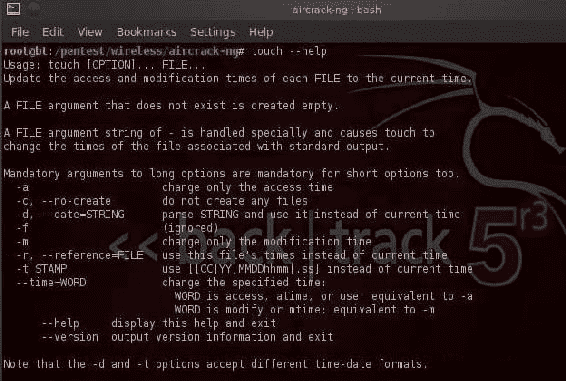 aircrack-ng : bash
File Edit View Bookmarks Settings Help
root@bt:/pentest/wireless/aircrack-ng# touch --help
Usage: touch [OPTION]... FILE...
Update the access and modification times of each FILE to the current time.
A FILE argument that does not exist is created empty.
A FILE argument string of - is handled specially and causes touch to
change the times of the file associated with standard output.
Mandatory arguments to long options are mandatory for short options too.
-a change only the access time
-c, --no-create do not create any files
-d, --date=STRING parse STRING and use it instead of current time
-f (ignored)
-m change only the modification time
-r, --reference=FILE use this file's times instead of current time
-t STAMP use [[CC]YY]MMDDhhmm[.ss] instead of current time
--time=WORD change the specified time:
WORD is access, atime, or use: equivalent to -a
WORD is modify or mtime: equivalent to -m
--help display this help and exit
--version output version information and exit
Note that the -d and -t options accept different time-date formats.
<< back | track 5 r3